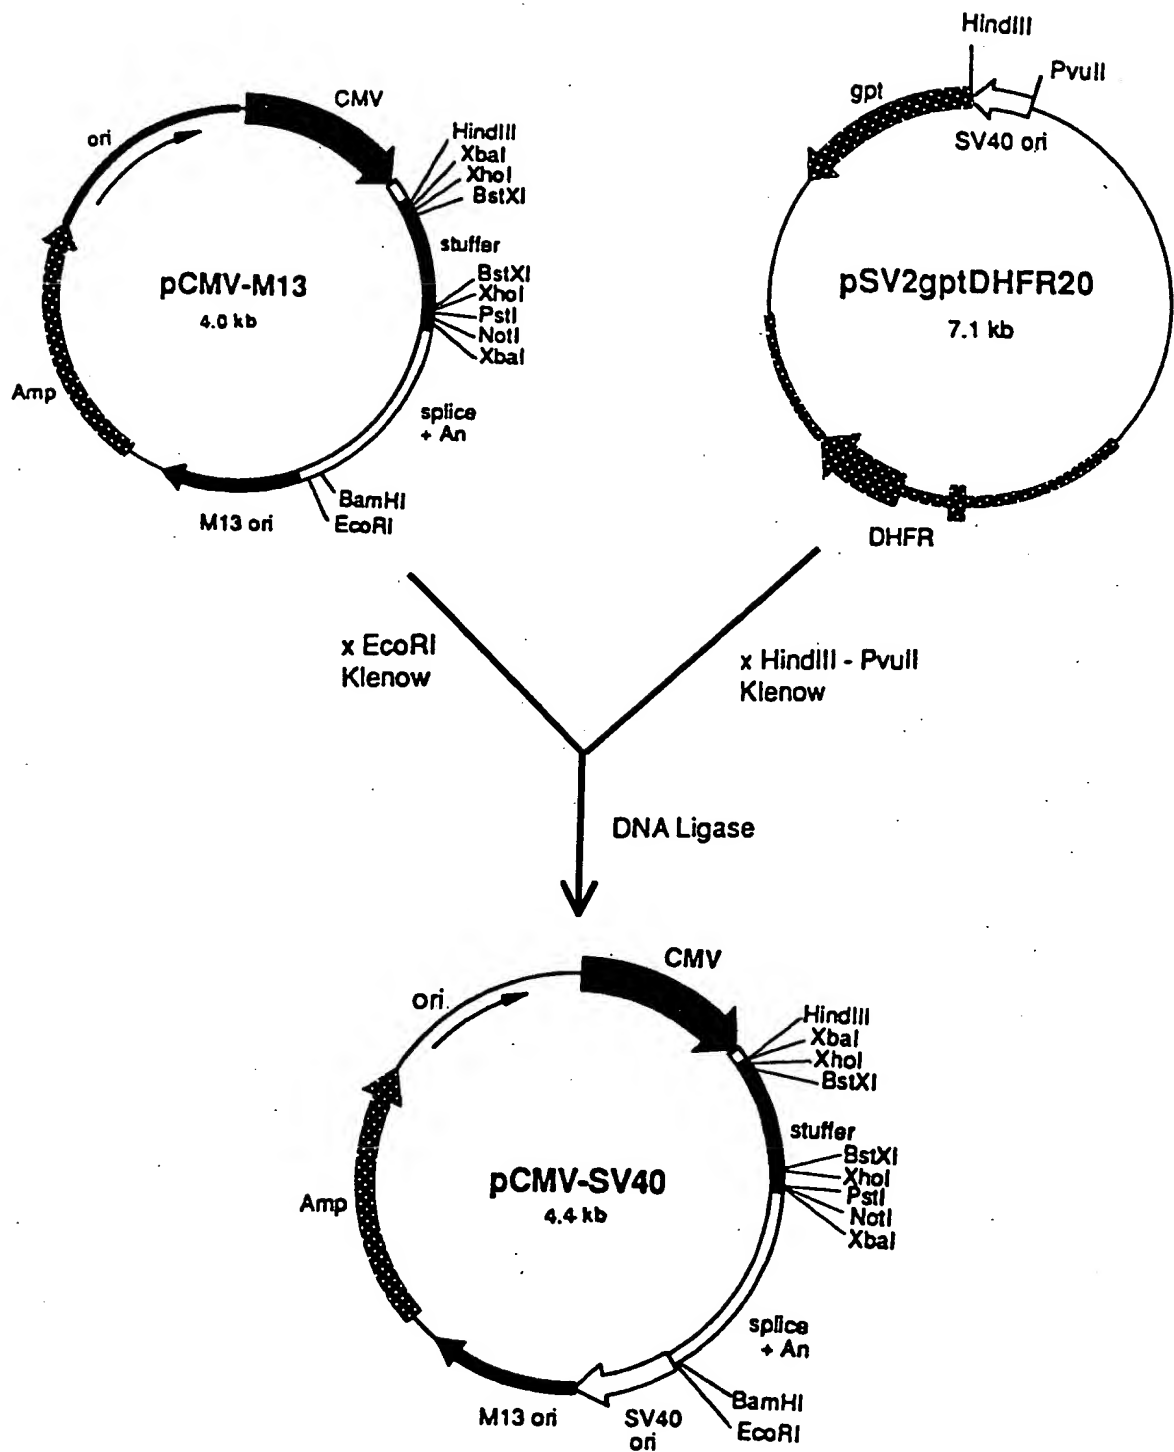 HindIII
PvuII
gpt
SV40 ori
pSV2gptDHFR20
7.1 kb
DHFR
CMV
ori
HindIII
XbaI
XhoI
BstXI
stuffer
BstXI
XhoI
PstI
NotI
XbaI
pCMV-M13
4.0 kb
Amp
splice
+ An
BamHI
EcoRI
M13 ori
x EcoRI
Klenow
x HindIII - PvuII
Klenow
DNA Ligase
CMV
ori
HindIII
XbaI
XhoI
BstXI
stuffer
BstXI
XhoI
PstI
NotI
XbaI
pCMV-SV40
4.4 kb
Amp
splice
+ An
BamHI
EcoRI
M13 ori
SV40
ori